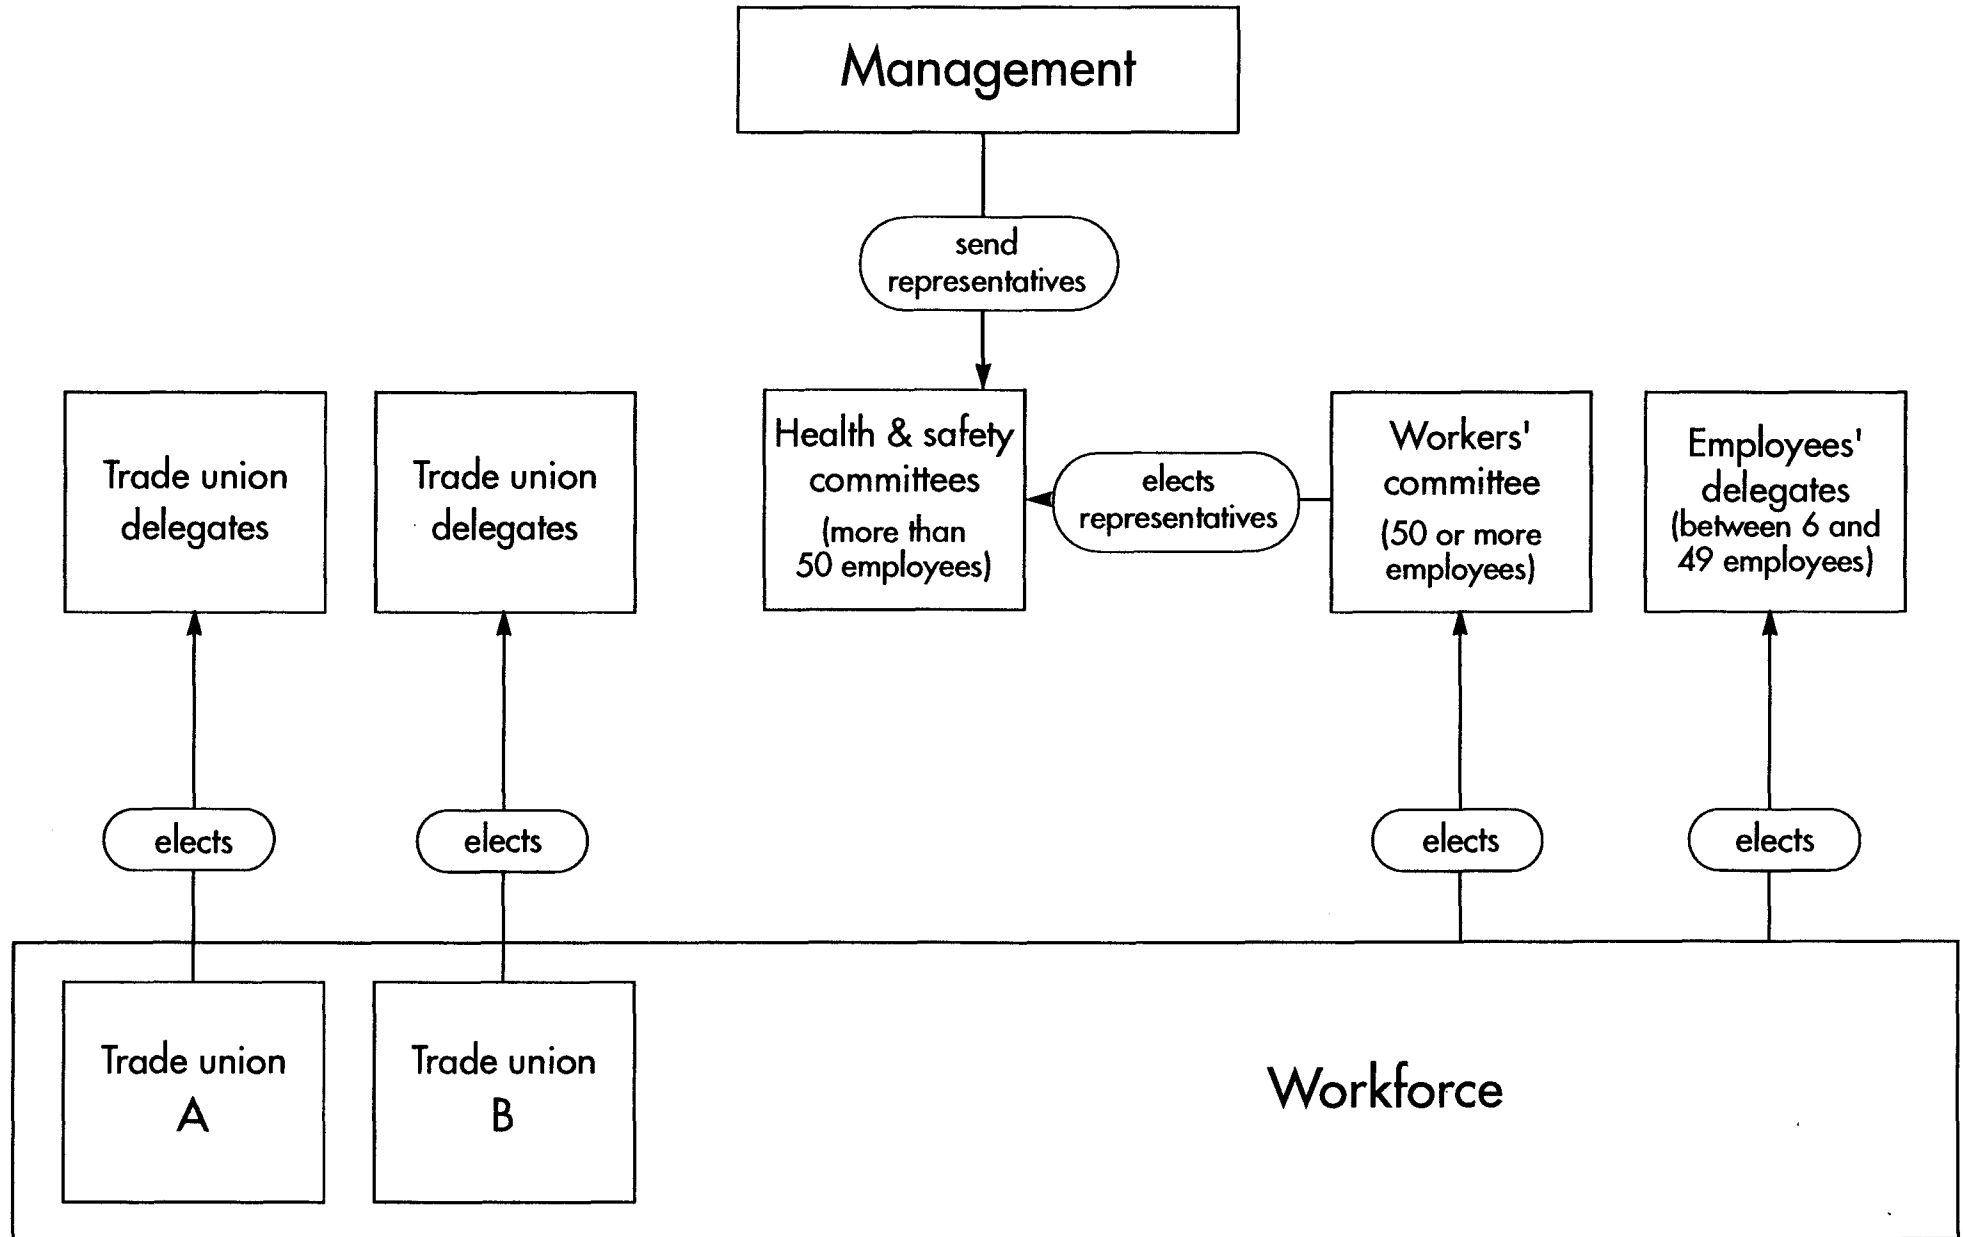 Management
send
representatives
Trade union
delegates
Trade union
delegates
Health & safety
committees
(more than
50 employees)
elects
representatives
Workers'
committee
(50 or more
employees)
Employees'
delegates
(between 6 and
49 employees)
elects
elects
elects
elects
Trade union
A
Trade union
B
Workforce